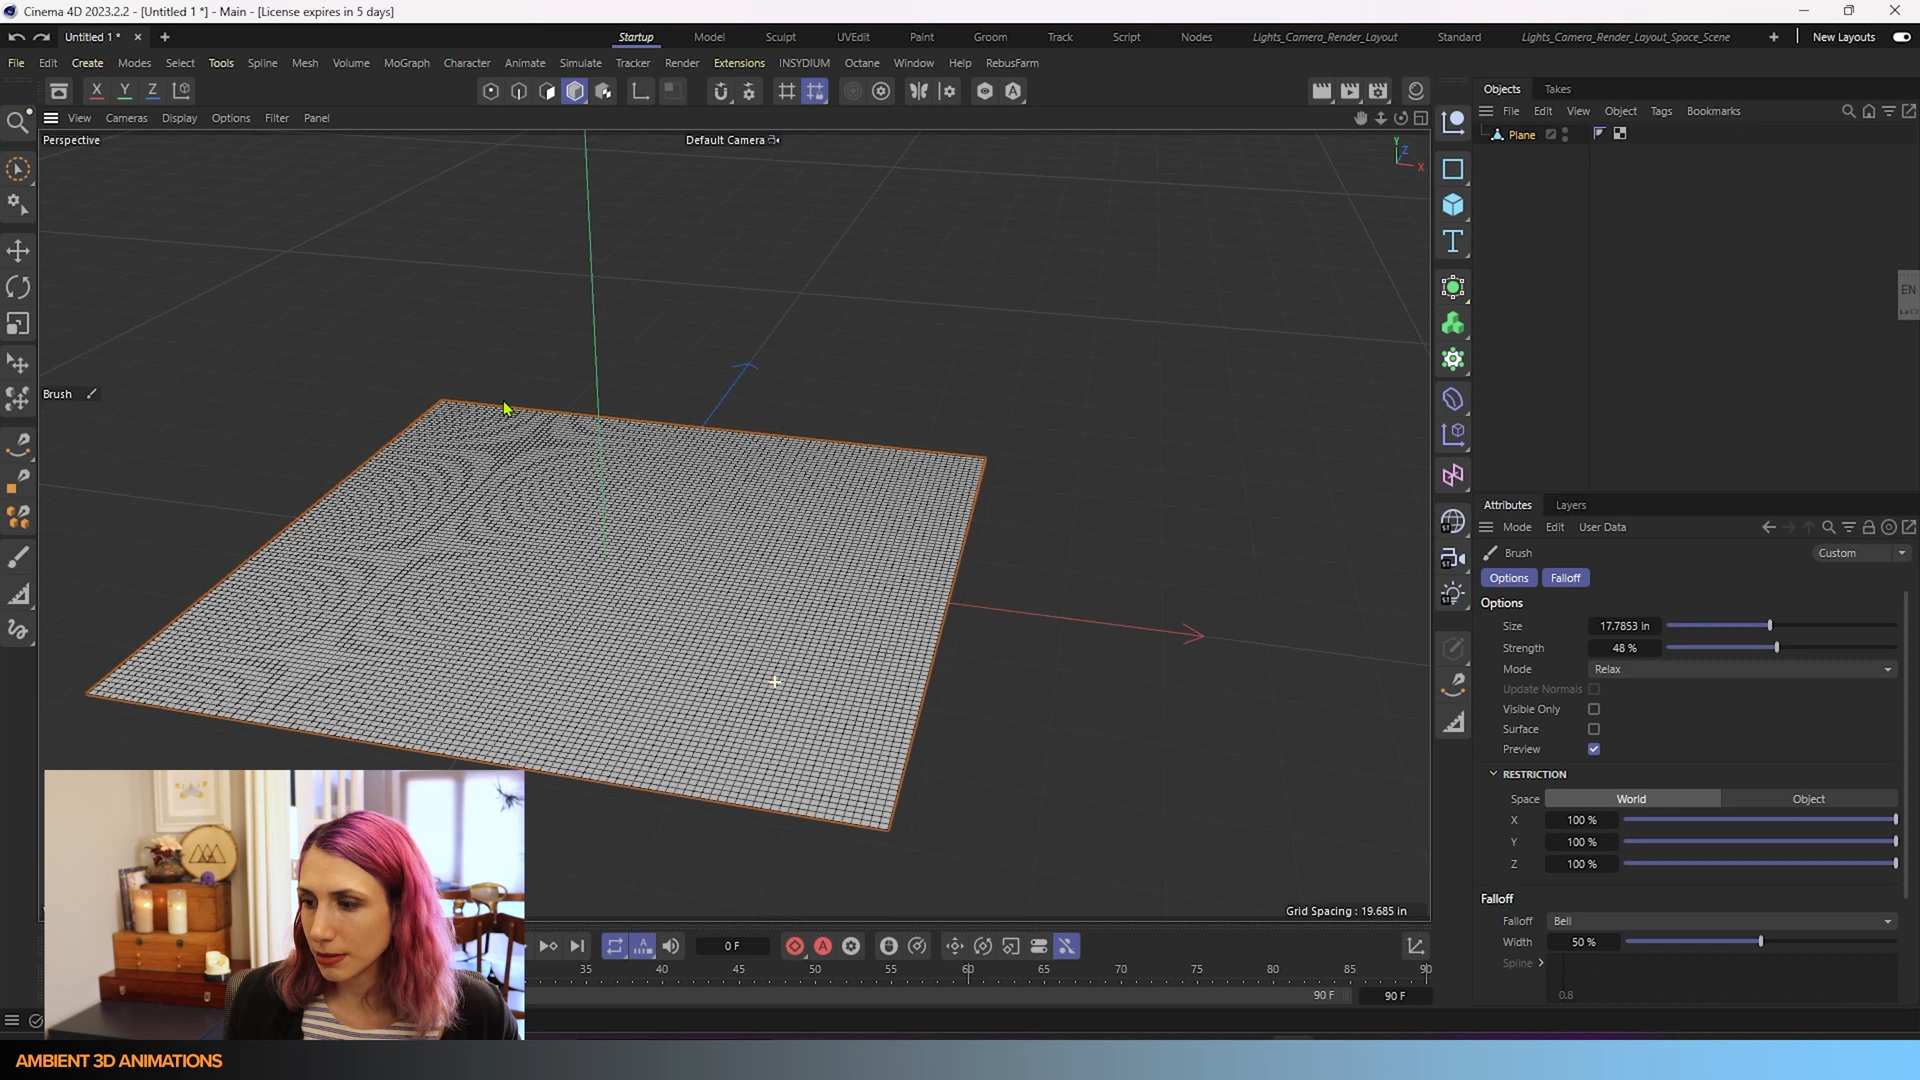 Cinema 4D 2023.2.2 - [Untitled 1 *] - Main - [License expires in 5 days]
Untitled 1 * × +
Startup Model Sculpt UVEdit Paint Groom Track Script Nodes Lights_Camera_Render_Layout Standard Lights_Camera_Render_Layout_Space_Scene + New Layouts
File Edit Create Modes Select Tools Spline Mesh Volume MoGraph Character Animate Simulate Tracker Render Extensions INSYDIUM Octane Window Help RebusFarm
X Y Z
Objects Takes
File Edit View Object Tags Bookmarks
View Cameras Display Options Filter Panel
Perspective
Default Camera
Y
Z
X
Plane
EN
Brush
Attributes Layers
Mode Edit User Data
Brush
Custom
Options Falloff
Options
Size 17.7853 in
Strength 48 %
Mode Relax
Update Normals
Visible Only
Surface
Preview
RESTRICTION
Space World Object
X 100 %
Y 100 %
Z 100 %
Falloff
Falloff Bell
Width 50 %
Spline
0.8
Grid Spacing : 19.685 in
0 F
35 40 45 50 55 60 65 70 75 80 85 90
90 F 90 F
AMBIENT 3D ANIMATIONS